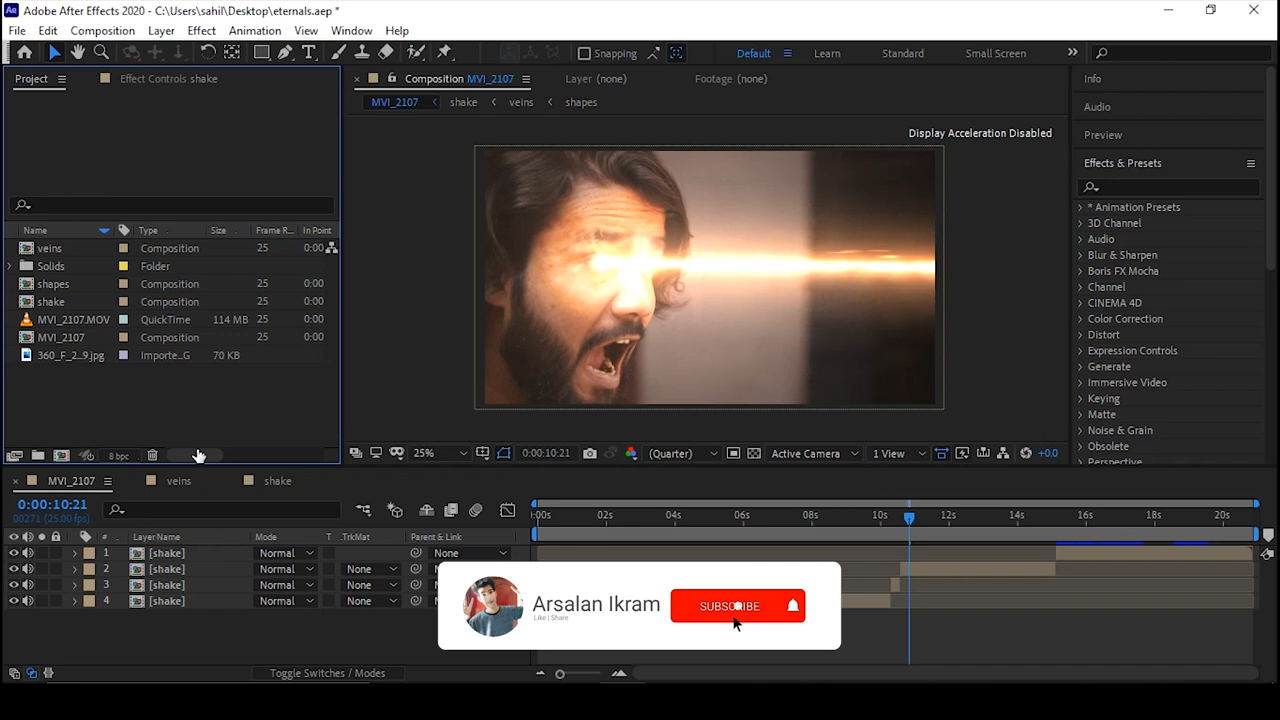 Ae Adobe After Effects 2020 - C:\Users\sahil\Desktop\eternals.aep *
File Edit Composition Layer Effect Animation View Window Help
T Snapping Default Learn Standard Small Screen
Project Effect Controls shake
Composition MVI_2107 Layer (none) Footage (none)
MVI_2107 shake veins shapes
Display Acceleration Disabled
Name Type Size Frame R... In Point
veins Composition 25 0:00
Solids Folder
shapes Composition 25 0:00
shake Composition 25 0:00
MVI_2107.MOV QuickTime 114 MB 25 0:00
MVI_2107 Composition 25 0:00
360_F_2...9.jpg Importe...G 70 KB
8 bpc
25% 0:00:10:21 (Quarter) Active Camera 1 View +0.0
Info
Audio
Preview
Effects & Presets
* Animation Presets
3D Channel
Audio
Blur & Sharpen
Boris FX Mocha
Channel
CINEMA 4D
Color Correction
Distort
Expression Controls
Generate
Immersive Video
Keying
Matte
Noise & Grain
Obsolete
Perspective
MVI_2107 veins shake
0:00:10:21
00271 (25.00 fps)
:00s 02s 04s 06s 08s 10s 12s 14s 16s 18s 20s
# Layer Name Mode T .TrkMat Parent & Link
1 [shake] Normal None
2 [shake] Normal None
3 [shake] Normal None
4 [shake] Normal None
Arsalan Ikram
Like | Share
SUBSCRIBE
Toggle Switches / Modes